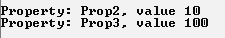 Property: Prop2, value 10
Property: Prop3, value 100